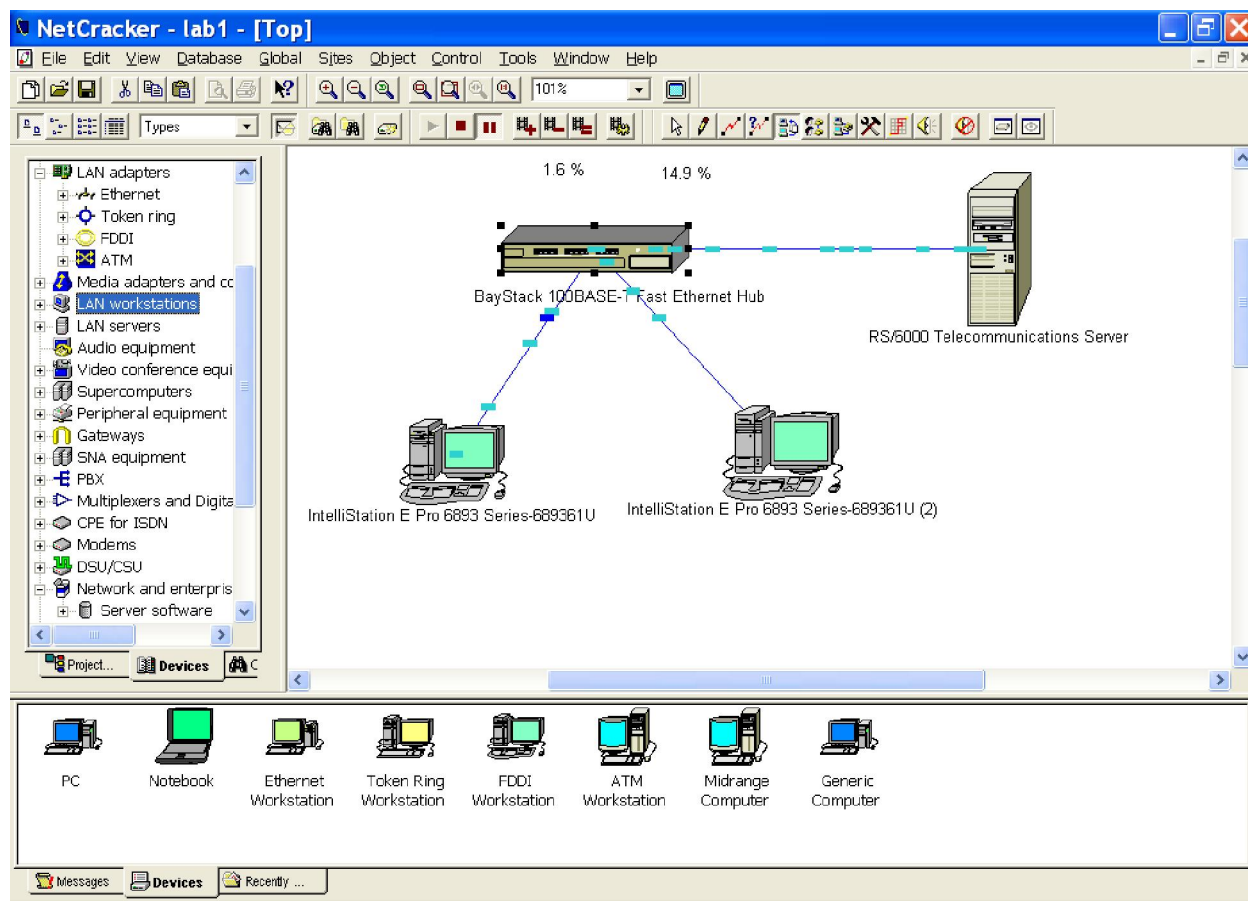 NetCracker - lab1 - [Top]
File Edit View Database Global Sites Object Control Tools Window Help
101%
Types
LAN adapters
Ethernet
Token ring
FDDI
ATM
Media adapters and cc
LAN workstations
LAN servers
Audio equipment
Video conference equi
Supercomputers
Peripheral equipment
Gateways
SNA equipment
PBX
Multiplexers and Digita
CPE for ISDN
Modems
DSU/CSU
Network and enterpris
Server software
Project...
Devices
C
1.6 %
14.9 %
BayStack 100BASE-T Fast Ethernet Hub
RS/6000 Telecommunications Server
IntelliStation E Pro 6893 Series-689361U
IntelliStation E Pro 6893 Series-689361U (2)
PC
Notebook
Ethernet
Workstation
Token Ring
Workstation
FDDI
Workstation
ATM
Workstation
Midrange
Computer
Generic
Computer
Messages
Devices
Recently ...